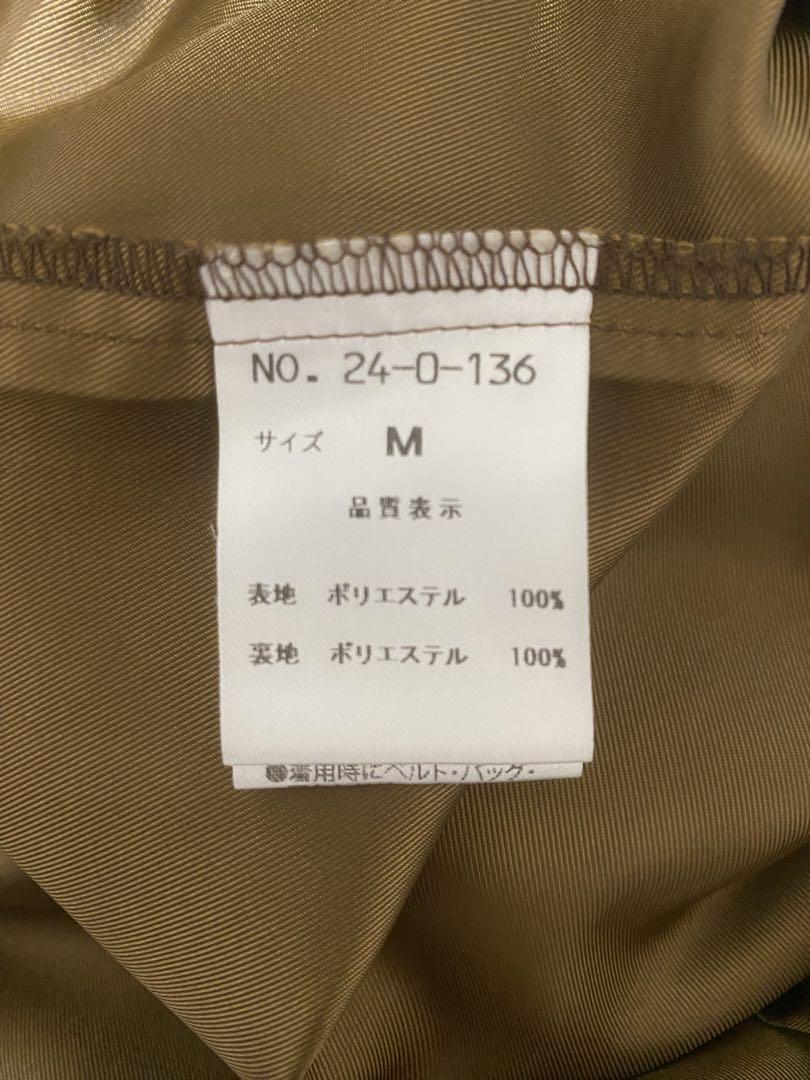 NO. 24-0-136
サイズ M
品質表示
表地 ポリエステル 100%
裏地 ポリエステル 100%
着用時にベルト・バッグ・